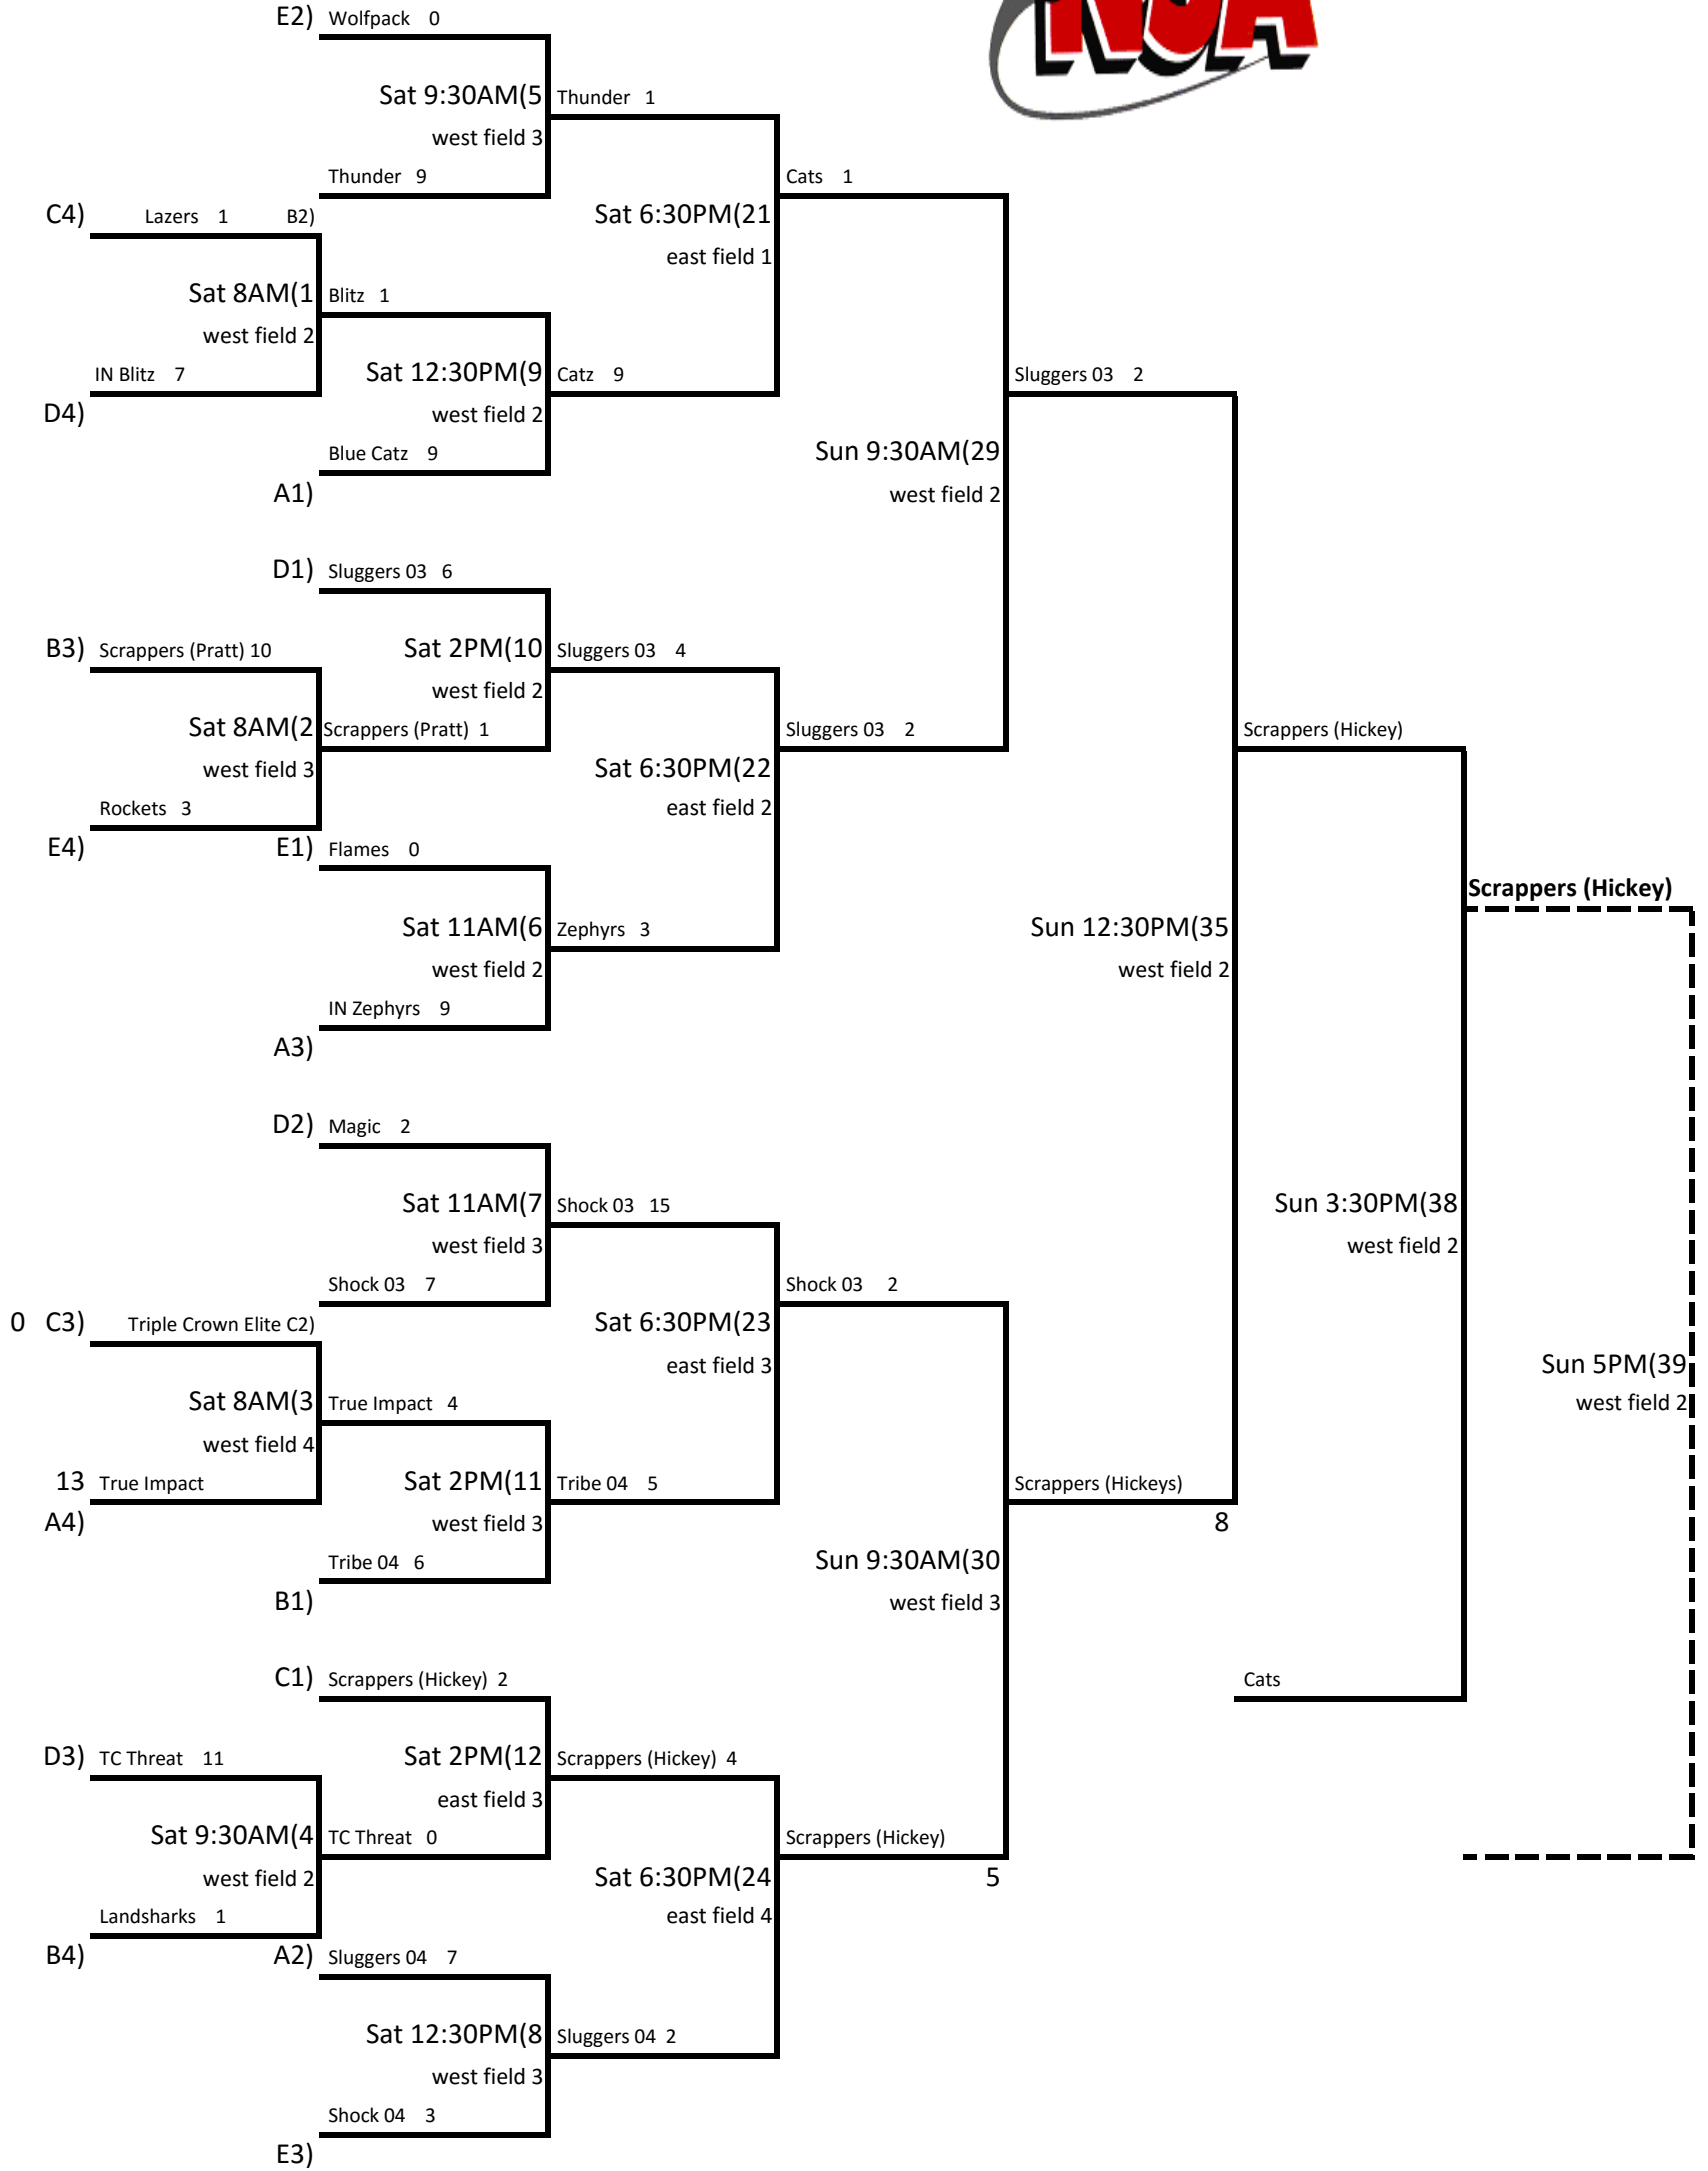 NSA
E2) Wolfpack 0
Sat 9:30AM(5 Thunder 1
west field 3
Thunder 9 Cats 1
C4) Lazers 1 B2) Sat 6:30PM(21
east field 1
Sat 8AM(1 Blitz 1
west field 2
IN Blitz 7 Sat 12:30PM(9 Catz 9 Sluggers 03 2
D4) west field 2
Blue Catz 9 Sun 9:30AM(29
A1) west field 2
D1) Sluggers 03 6
B3) Scrappers (Pratt) 10 Sat 2PM(10 Sluggers 03 4
west field 2
Sat 8AM(2 Scrappers (Pratt) 1 Sluggers 03 2 Scrappers (Hickey)
west field 3 Sat 6:30PM(22
Rockets 3 east field 2
E4) E1) Flames 0
Scrappers (Hickey)
Sat 11AM(6 Zephyrs 3 Sun 12:30PM(35
west field 2 west field 2
IN Zephyrs 9
A3)
D2) Magic 2
Sat 11AM(7 Shock 03 15 Sun 3:30PM(38
west field 3 west field 2
Shock 03 7 Shock 03 2
0 C3) Triple Crown Elite C2) Sat 6:30PM(23
east field 3 Sun 5PM(39
Sat 8AM(3 True Impact 4 west field 2
west field 4
13 True Impact Sat 2PM(11 Tribe 04 5 Scrappers (Hickeys)
A4) west field 3 8
Tribe 04 6 Sun 9:30AM(30
B1) west field 3
C1) Scrappers (Hickey) 2 Cats
D3) TC Threat 11 Sat 2PM(12 Scrappers (Hickey) 4
east field 3
Sat 9:30AM(4 TC Threat 0 Scrappers (Hickey)
west field 2 Sat 6:30PM(24 5
Landsharks 1 east field 4
B4) A2) Sluggers 04 7
Sat 12:30PM(8 Sluggers 04 2
west field 3
Shock 04 3
E3)